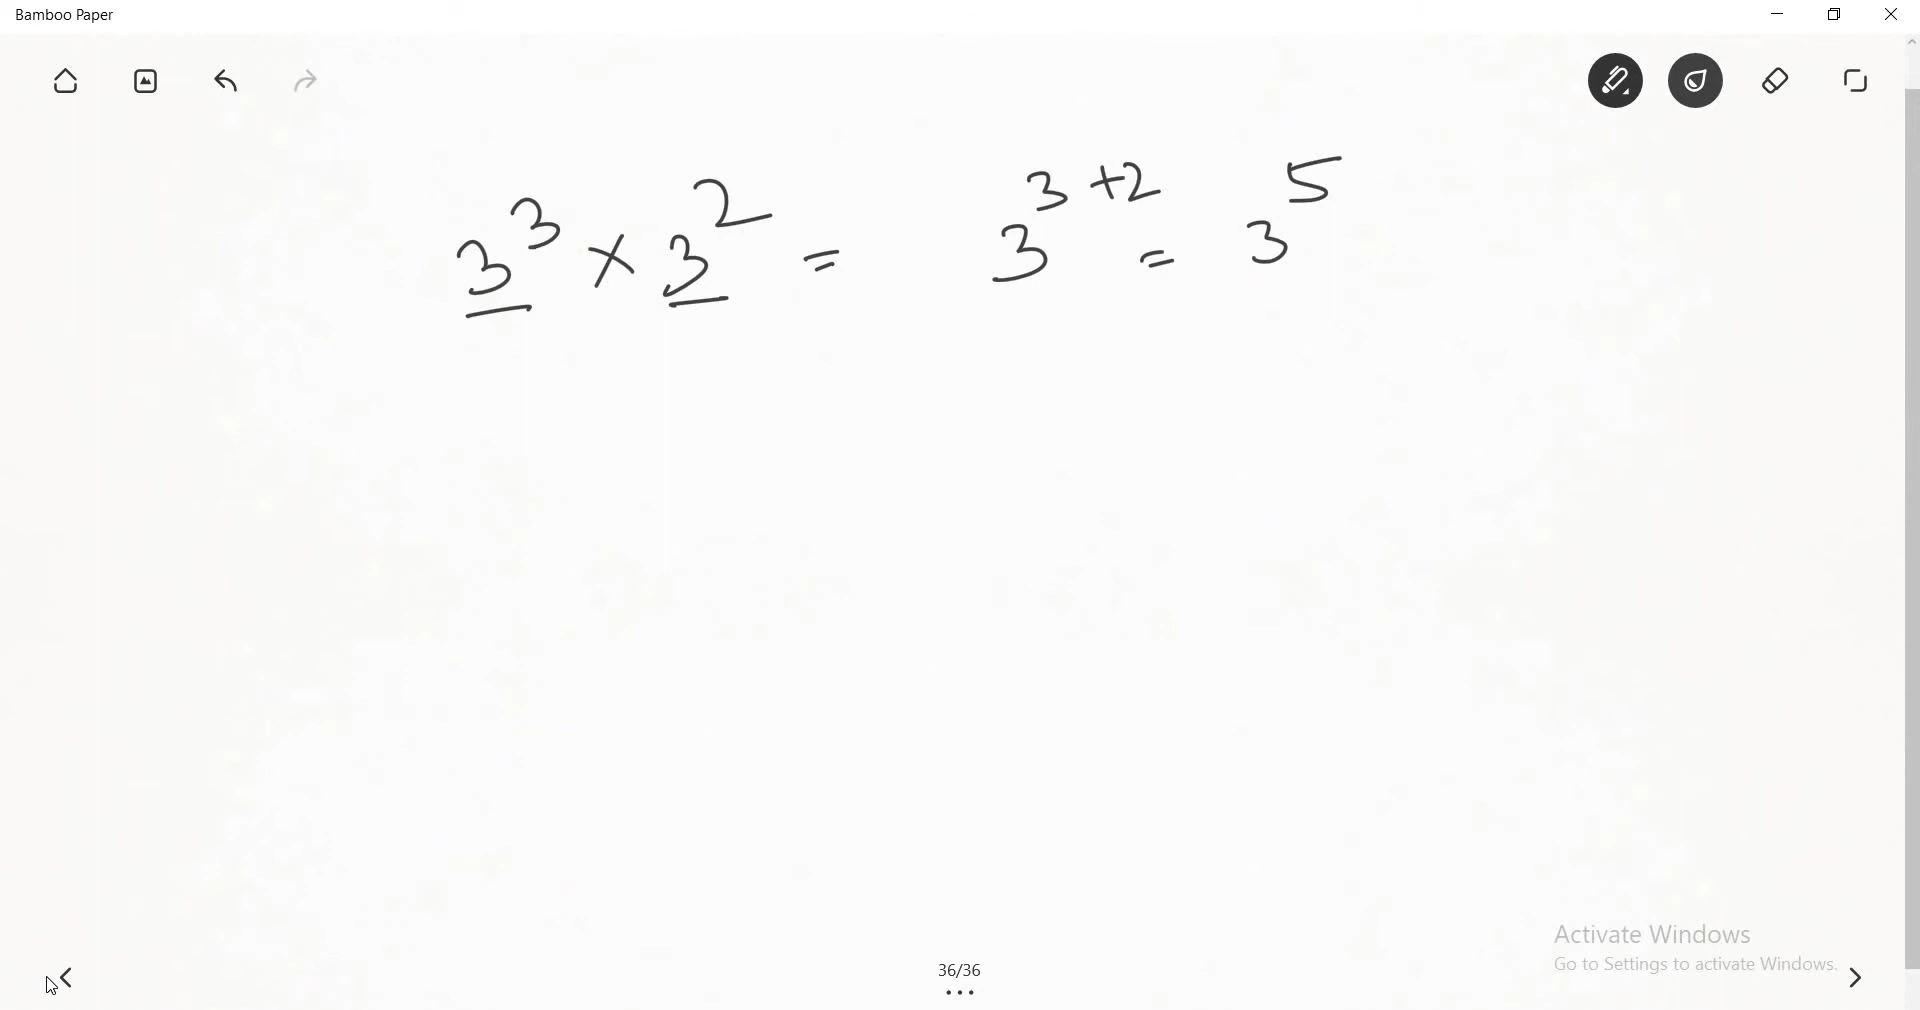 Bamboo Paper
3³ × 3² = 3³⁺² = 3⁵
Activate Windows
Go to Settings to activate Windows.
36/36